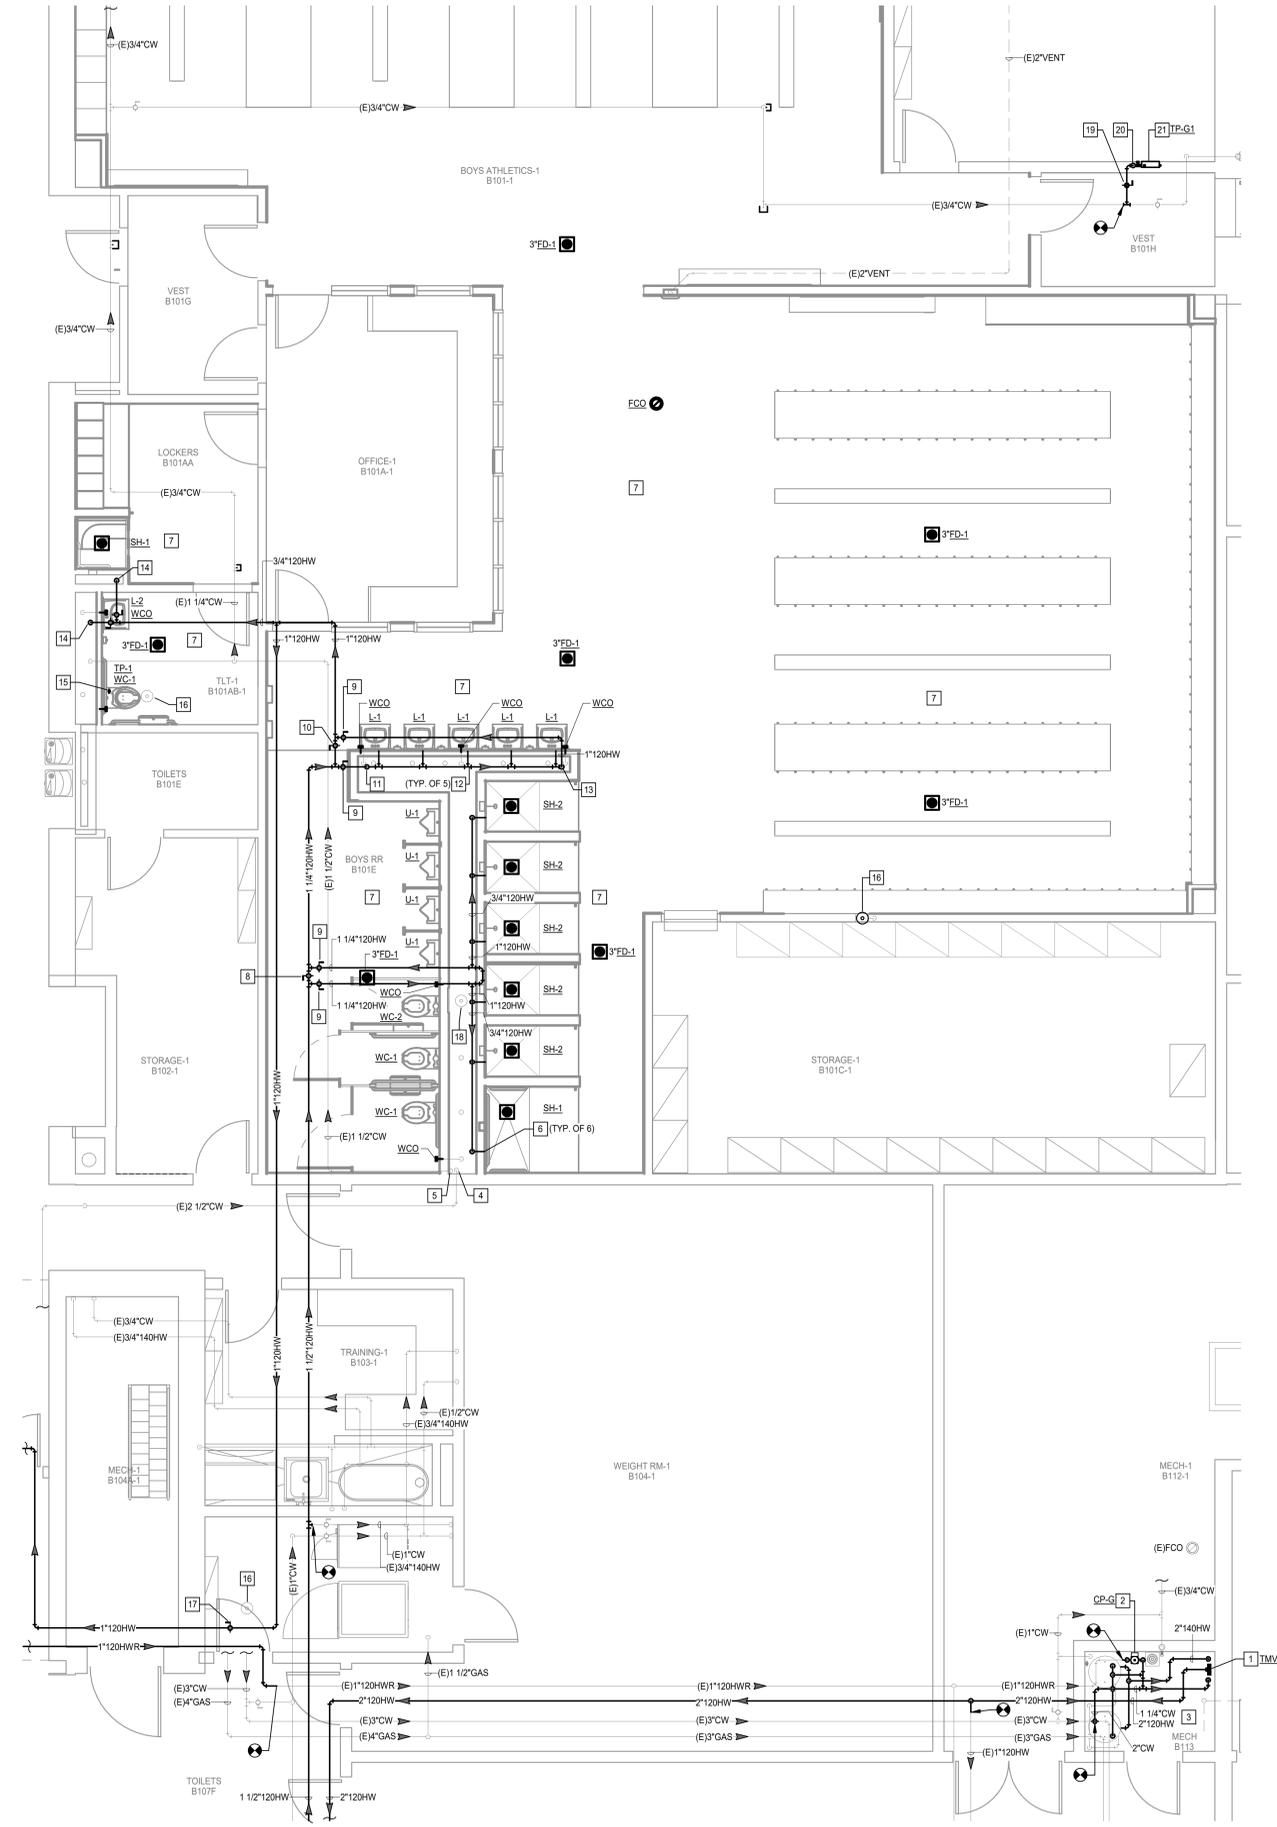 (E)3/4"CW
(E)2"VENT
(E)3/4"CW
19
20
21
TP-G1
BOYS ATHLETICS-1
B101-1
(E)3/4"CW
VEST
B101H
3"FD-1
(E)2"VENT
VEST
B101G
(E)3/4"CW
FCO
LOCKERS
B101AA
OFFICE-1
B101A-1
(E)3/4"CW
7
3"FD-1
SH-1
7
14
3/4"120HW
L-2
(E)1 1/4"CW
WCO
14
1"120HW
1"120HW
3"FD-1
7
3"FD-1
TP-1
WC-1
15
TLT-1
B101AB-1
16
9
7
7
WCO
WCO
WCO
L-1
L-1
L-1
L-1
L-1
10
1"120HW
TOILETS
B101E
11
(TYP. OF 5)
12
13
9
SH-2
3"FD-1
U-1
BOYS RR
B101E
1 1/4"120HW
(E)1 1/2"CW
U-1
SH-2
16
7
3/4"120HW
7
U-1
SH-2
9
1 1/4"120HW
U-1
1"120HW
3"FD-1
3"FD-1
8
WCO
SH-2
1 1/4"120HW
1"120HW
9
WC-2
18
3/4"120HW
SH-2
STORAGE-1
B102-1
WC-1
STORAGE-1
B101C-1
1"120HW
WC-1
SH-1
6
(TYP. OF 6)
(E)1 1/2"CW
WCO
5
4
(E)2 1/2"CW
(E)3/4"CW
(E)3/4"140HW
1"120HW
1 1/2"120HW
TRAINING-1
B103-1
(E)1/2"CW
(E)3/4"140HW
MECH-1
B104A-1
WEIGHT RM-1
B104-1
MECH-1
B112-1
(E)FCO
(E)1"CW
(E)3/4"140HW
(E)1"CW
16
(E)3/4"CW
17
CP-G
2
1"120HW
(E)1"CW
2"140HW
1"120HWR
1
TMV
(E)1 1/2"GAS
(E)3"CW
(E)4"GAS
(E)1"120HWR
(E)1"120HWR
(E)1"120HWR
2"120HW
2"120HW
2"120HW
1 1/4"CW
2"120HW
3
(E)3"CW
(E)3"CW
(E)3"CW
(E)4"GAS
(E)3"GAS
(E)3"GAS
MECH
B113
2"CW
(E)1"120HW
TOILETS
B107F
1 1/2"120HW
2"120HW